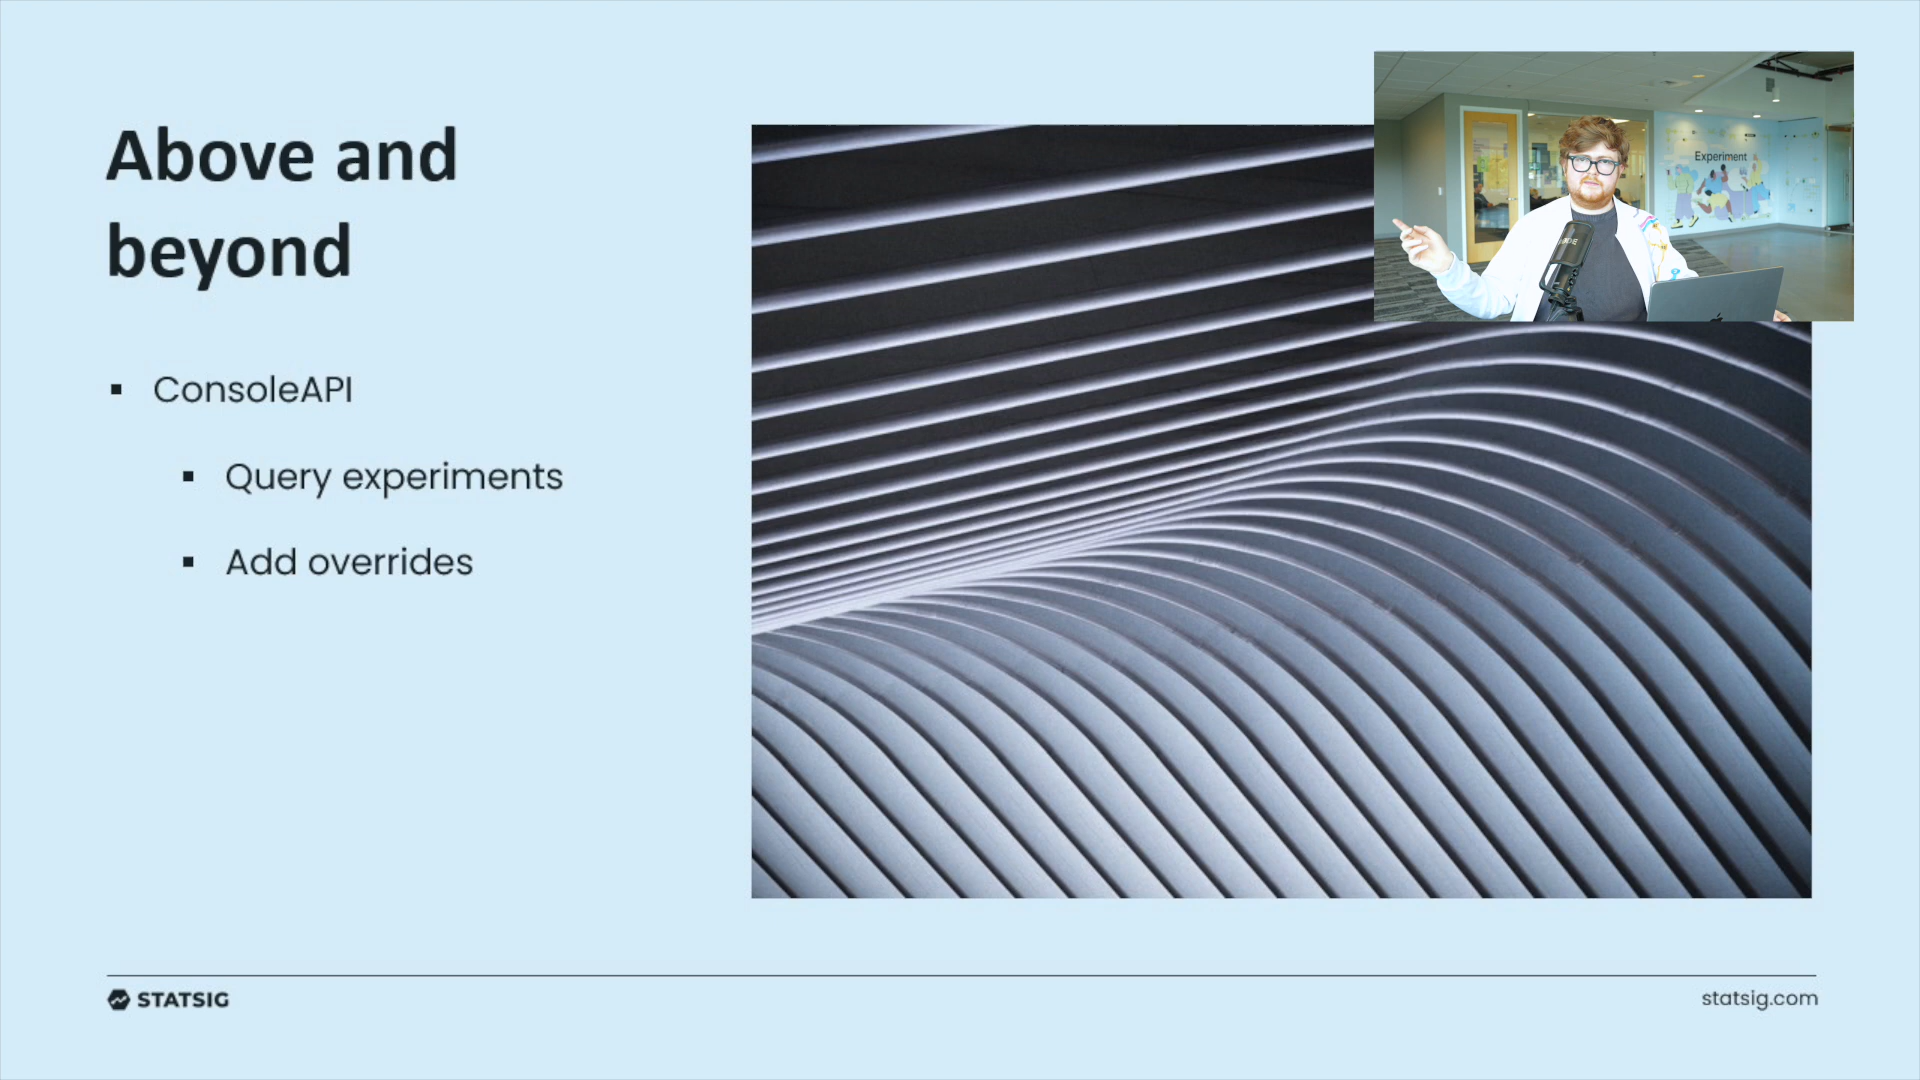 Above and
beyond
ConsoleAPI
Query experiments
Add overrides
Experiment
STATSIG
statsig.com